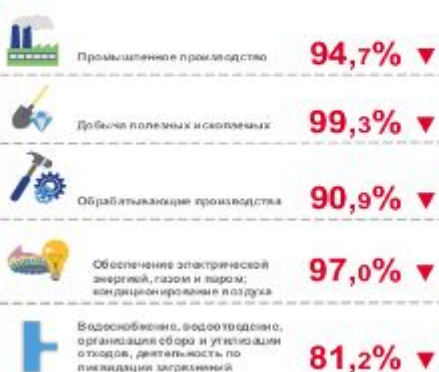 Промышленное производство 94,7% ▼
Добыча полезных ископаемых 99,3% ▼
Обрабатывающие производства 90,9% ▼
Обеспечение электрической
энергией, газом и паром;
кондиционирование воздуха
97,0% ▼
Водоснабжение, водоотведение,
организация сбора и утилизации
отходов, деятельность по
ликвидации загрязнений
81,2% ▼